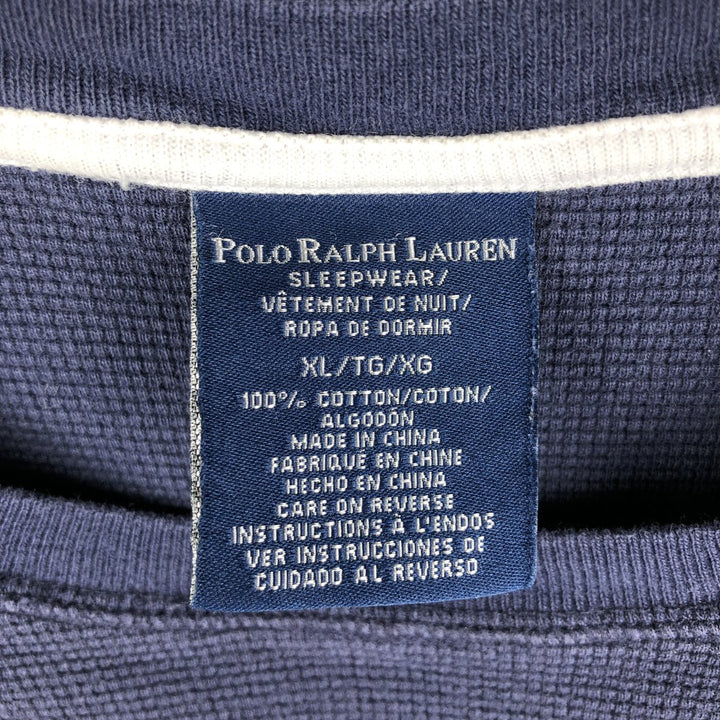 POLO RALPH LAUREN
SLEEPWEAR/
VÊTEMENT DE NUIT/
ROPA DE DORMIR
XL/TG/XG
100% COTTON/COTON/
ALGODÓN
MADE IN CHINA
FABRIQUÉ EN CHINE
HECHO EN CHINA
CARE ON REVERSE
INSTRUCTIONS À L'ENDOS
VER INSTRUCCIONES DE
CUIDADO AL REVERSO